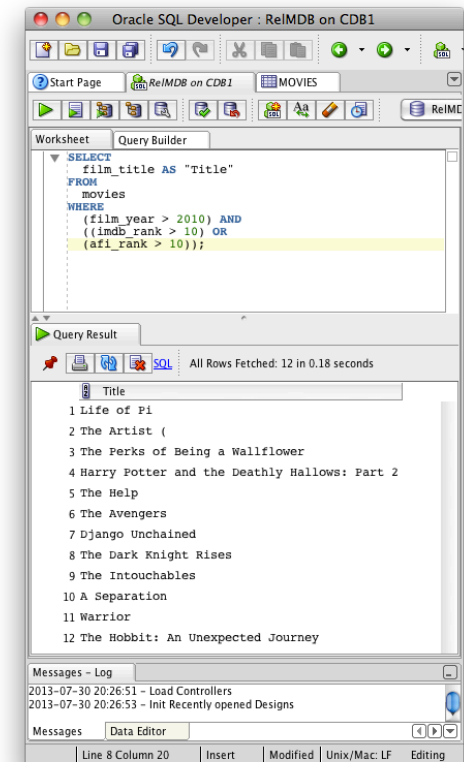 Oracle SQL Developer : RelMDB on CDB1
Start Page RelMDB on CDB1 MOVIES
RelMD
Worksheet Query Builder
SELECT
film_title AS "Title"
FROM
movies
WHERE
(film_year > 2010) AND
((imdb_rank > 10) OR
(afi_rank > 10));
Query Result
SQL All Rows Fetched: 12 in 0.18 seconds
Title
1 Life of Pi
2 The Artist (
3 The Perks of Being a Wallflower
4 Harry Potter and the Deathly Hallows: Part 2
5 The Help
6 The Avengers
7 Django Unchained
8 The Dark Knight Rises
9 The Intouchables
10 A Separation
11 Warrior
12 The Hobbit: An Unexpected Journey
Messages - Log
2013-07-30 20:26:51 - Load Controllers
2013-07-30 20:26:53 - Init Recently opened Designs
Messages Data Editor
Line 8 Column 20 Insert Modified Unix/Mac: LF Editing